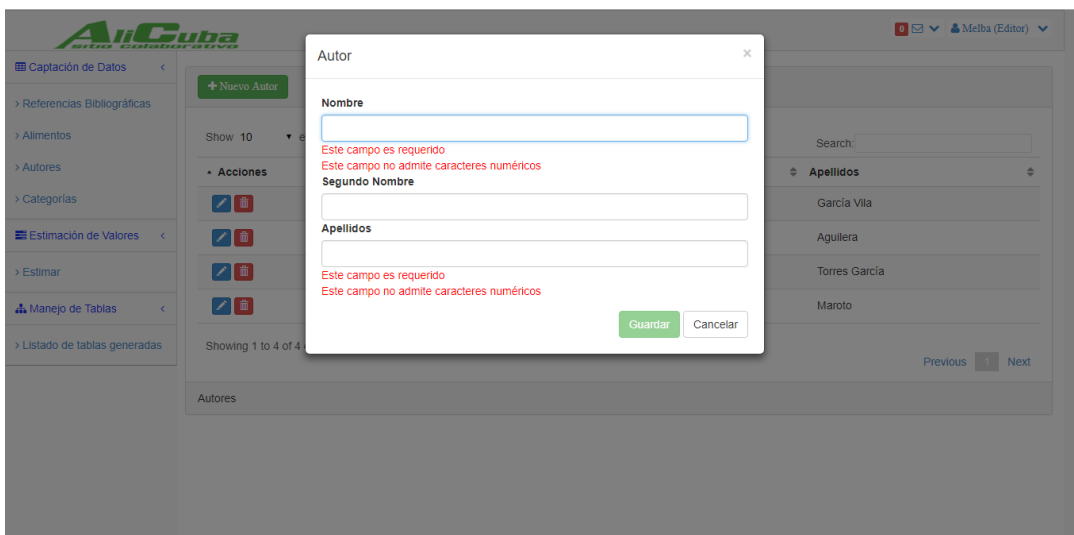 AliCuba
sitio colaborativo
0 Melba (Editor)
Captación de Datos
> Referencias Bibliográficas
> Alimentos
> Autores
> Categorías
Estimación de Valores
> Estimar
Manejo de Tablas
> Listado de tablas generadas
+ Nuevo Autor
Show 10 e
Search:
Acciones
Apellidos
García Vila
Aguilera
Torres García
Maroto
Showing 1 to 4 of 4
Previous 1 Next
Autores
Autor ×
Nombre
Este campo es requerido
Este campo no admite caracteres numéricos
Segundo Nombre
Apellidos
Este campo es requerido
Este campo no admite caracteres numéricos
Guardar Cancelar